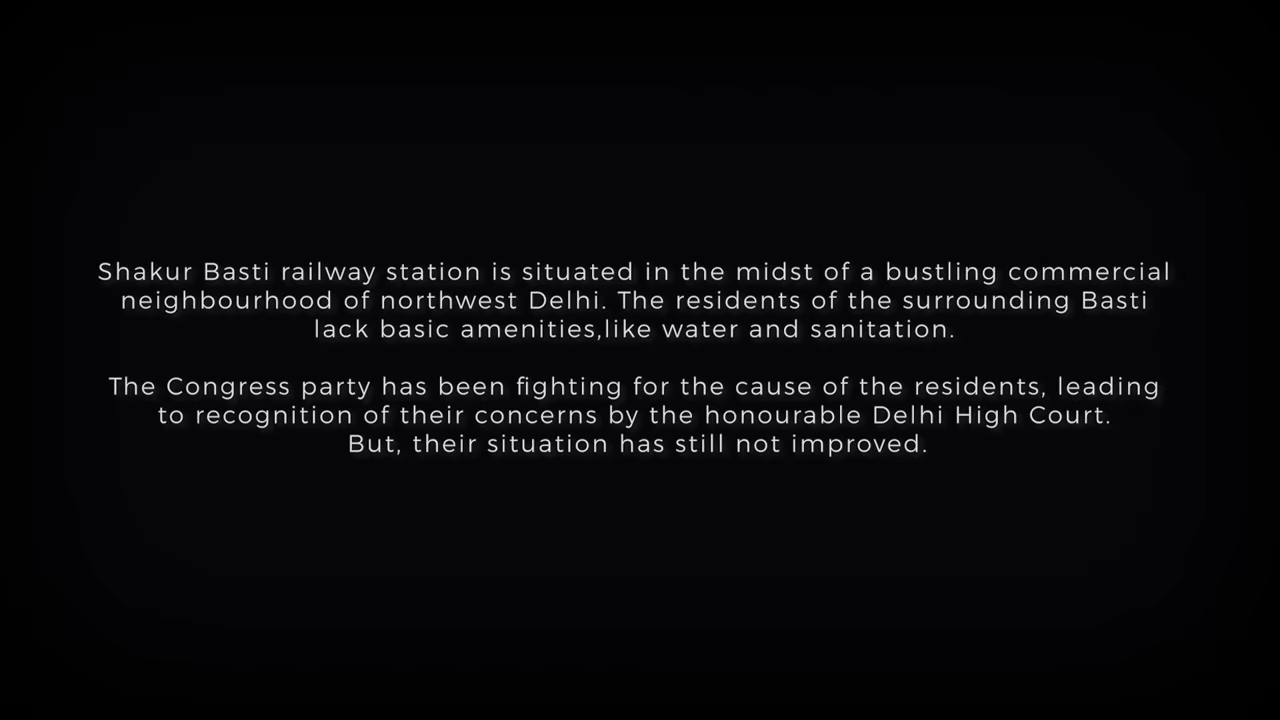 Shakur Basti railway station is situated in the midst of a bustling commercial
neighbourhood of northwest Delhi. The residents of the surrounding Basti
lack basic amenities,like water and sanitation.
The Congress party has been fighting for the cause of the residents, leading
to recognition of their concerns by the honourable Delhi High Court.
But, their situation has still not improved.